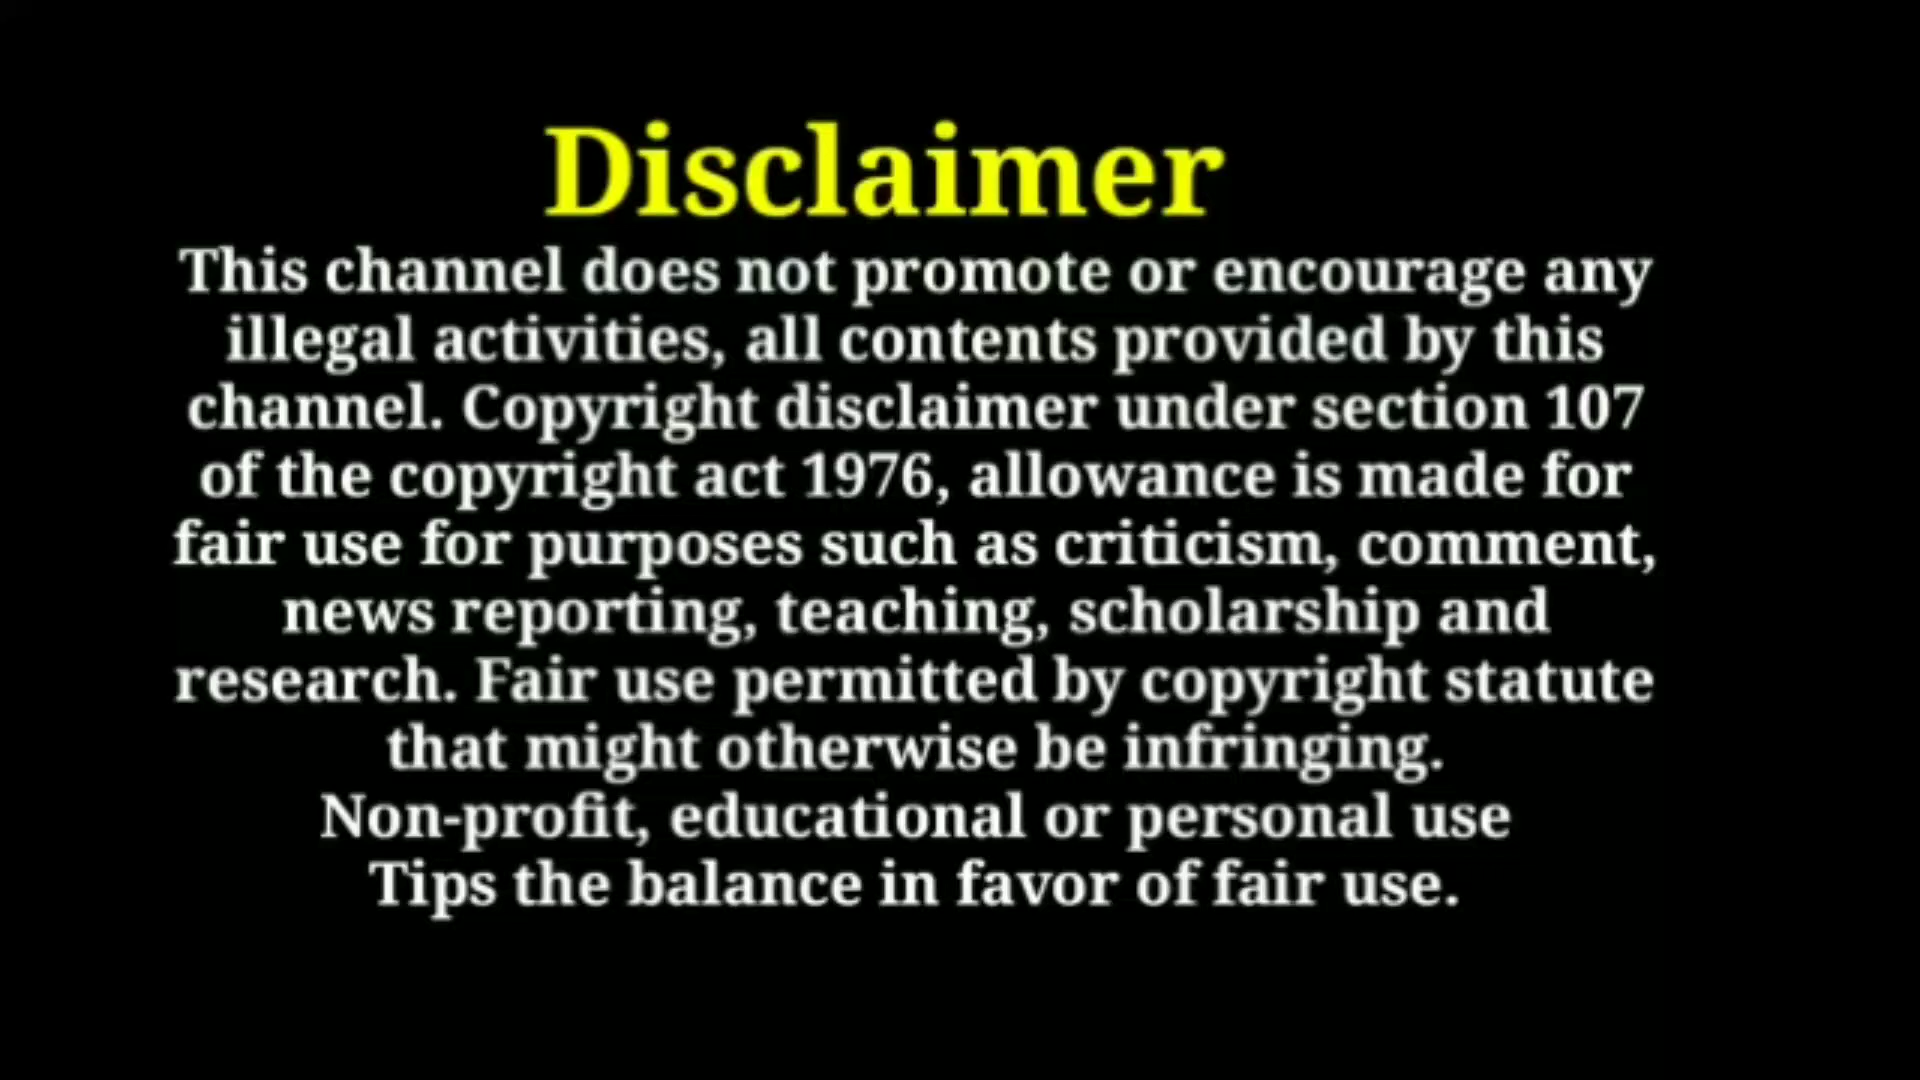 Disclaimer
This channel does not promote or encourage any
illegal activities, all contents provided by this
channel. Copyright disclaimer under section 107
of the copyright act 1976, allowance is made for
fair use for purposes such as criticism, comment,
news reporting, teaching, scholarship and
research. Fair use permitted by copyright statute
that might otherwise be infringing.
Non-profit, educational or personal use
Tips the balance in favor of fair use.